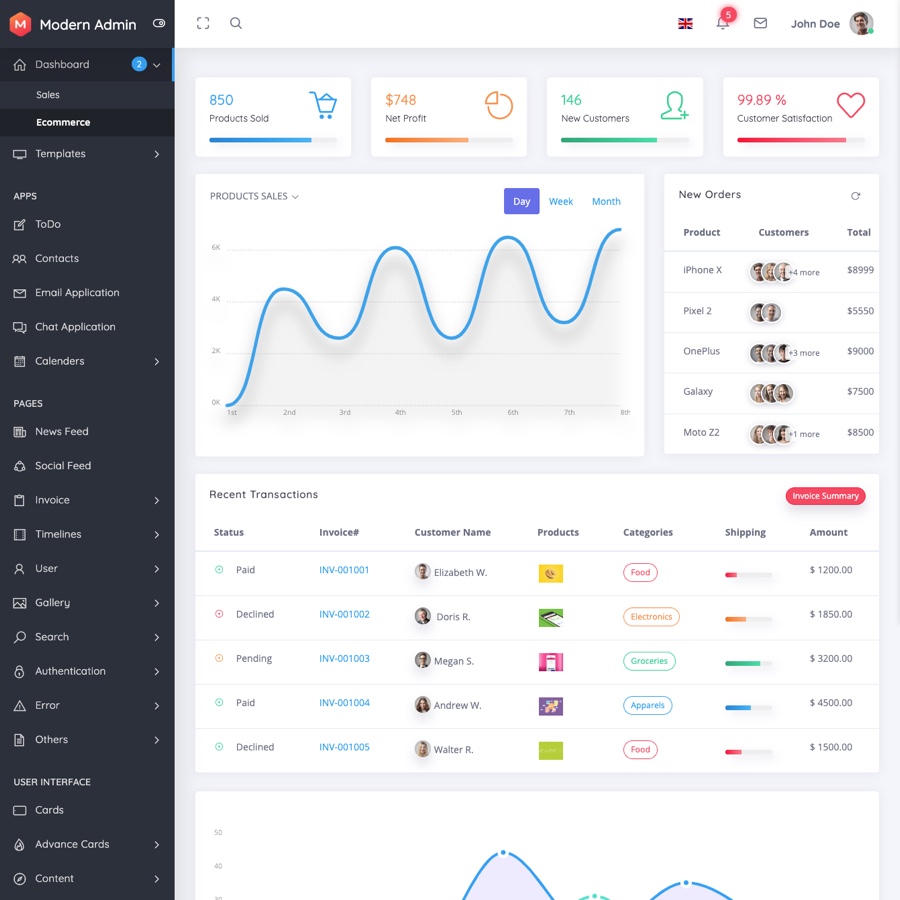 M Modern Admin
5
John Doe
Dashboard 2
Sales
Ecommerce
Templates
APPS
ToDo
Contacts
Email Application
Chat Application
Calenders
PAGES
News Feed
Social Feed
Invoice
Timelines
User
Gallery
Search
Authentication
Error
Others
USER INTERFACE
Cards
Advance Cards
Content
850
Products Sold
$748
Net Profit
146
New Customers
99.89 %
Customer Satisfaction
PRODUCTS SALES
Day Week Month
6K
4K
2K
0K
1st 2nd 3rd 4th 5th 6th 7th 8th
New Orders
Product Customers Total
iPhone X +4 more $8999
Pixel 2 $5550
OnePlus +3 more $9000
Galaxy $7500
Moto Z2 +1 more $8500
Recent Transactions
Invoice Summary
Status Invoice# Customer Name Products Categories Shipping Amount
Paid INV-001001 Elizabeth W. Food $ 1200.00
Declined INV-001002 Doris R. Electronics $ 1850.00
Pending INV-001003 Megan S. Groceries $ 3200.00
Paid INV-001004 Andrew W. Apparels $ 4500.00
Declined INV-001005 Walter R. Food $ 1500.00
50
40
30